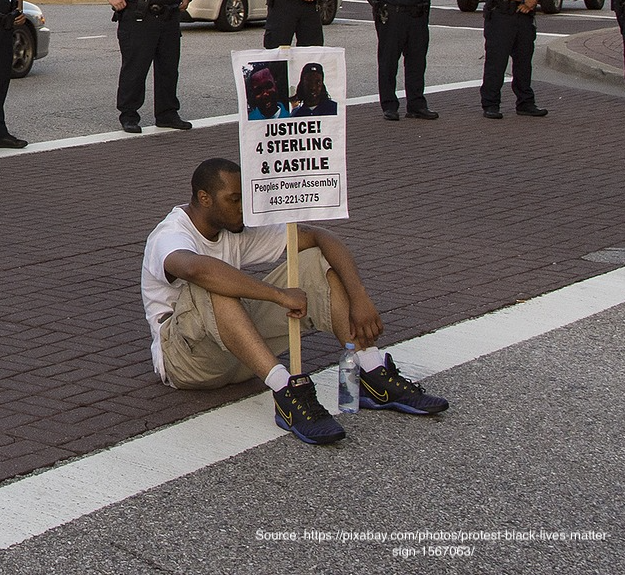 JUSTICE!
4 STERLING
& CASTILE
Peoples Power Assembly
443-221-3775
Source: https://pixabay.com/photos/protest-black-lives-matter-
sign-1567063/